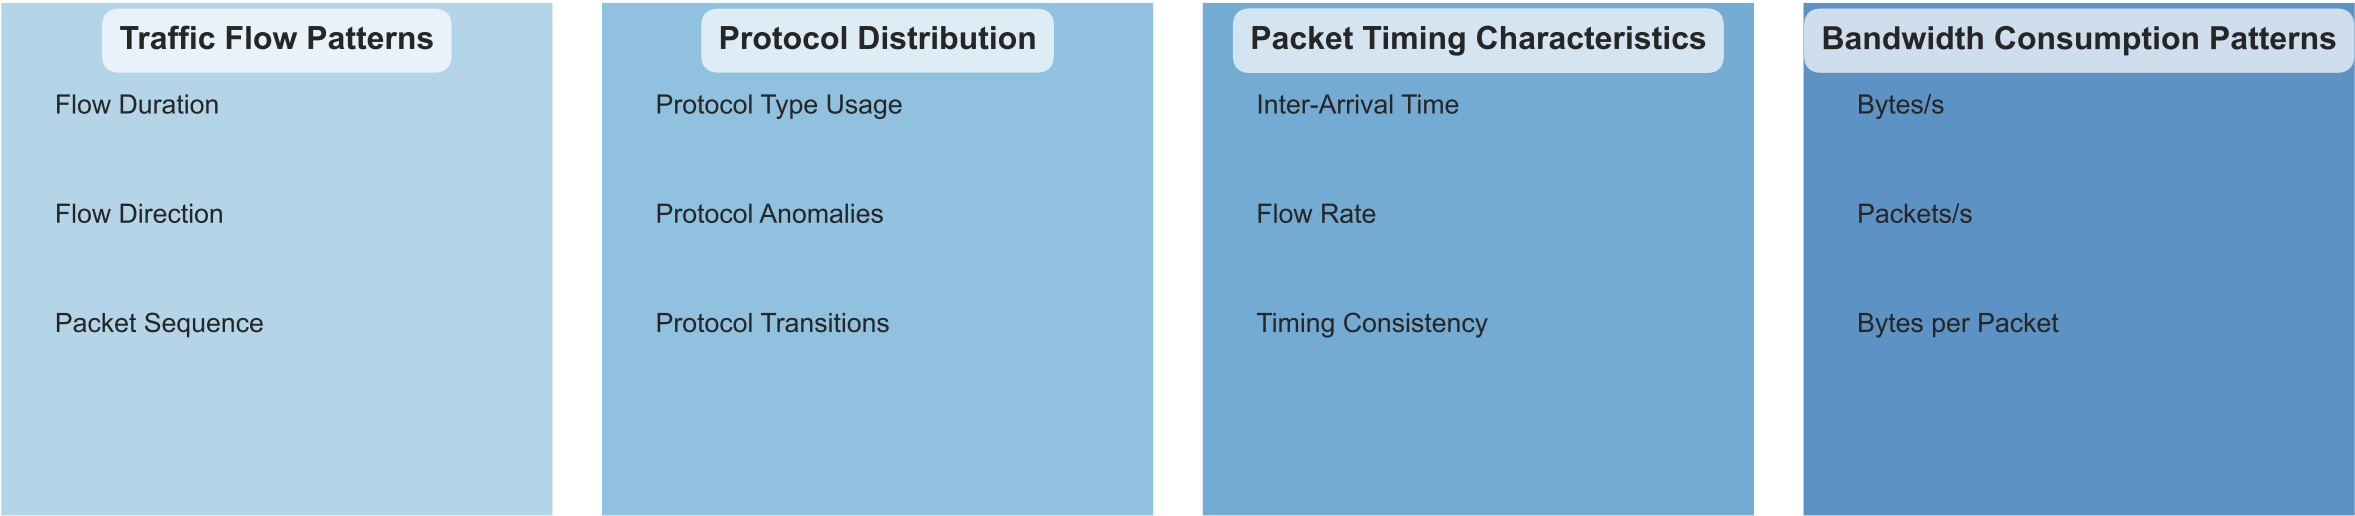 Traffic Flow Patterns
Flow Duration
Flow Direction
Packet Sequence
Protocol Distribution
Protocol Type Usage
Protocol Anomalies
Protocol Transitions
Packet Timing Characteristics
Inter-Arrival Time
Flow Rate
Timing Consistency
Bandwidth Consumption Patterns
Bytes/s
Packets/s
Bytes per Packet